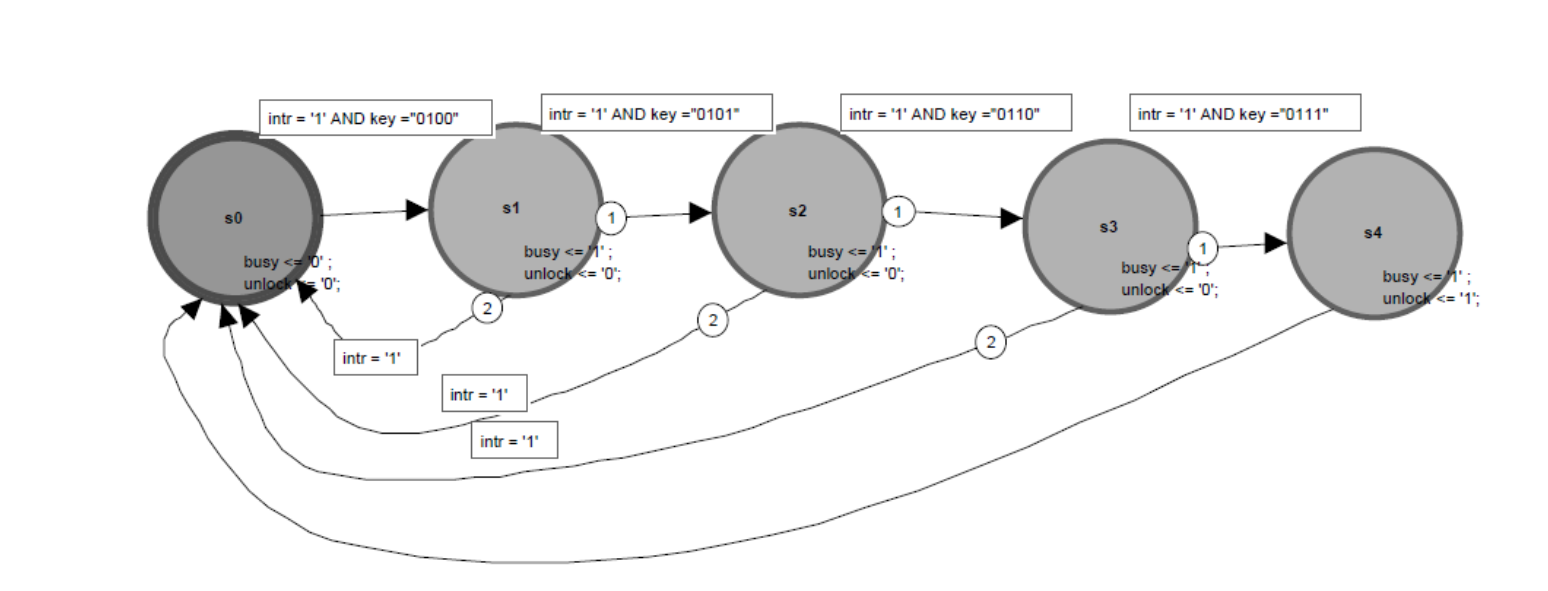 intr = '1' AND key ="0100"
intr = '1' AND key ="0101"
intr = '1' AND key ="0110"
intr = '1' AND key ="0111"
s0
busy <= '0' ;
unlock <= '0';
s1
busy <= '1' ;
unlock <= '0';
1
2
s2
busy <= '1' ;
unlock <= '0';
1
2
s3
busy <= '1' ;
unlock <= '0';
1
2
s4
busy <= '1' ;
unlock <= '1';
intr = '1'
intr = '1'
intr = '1'